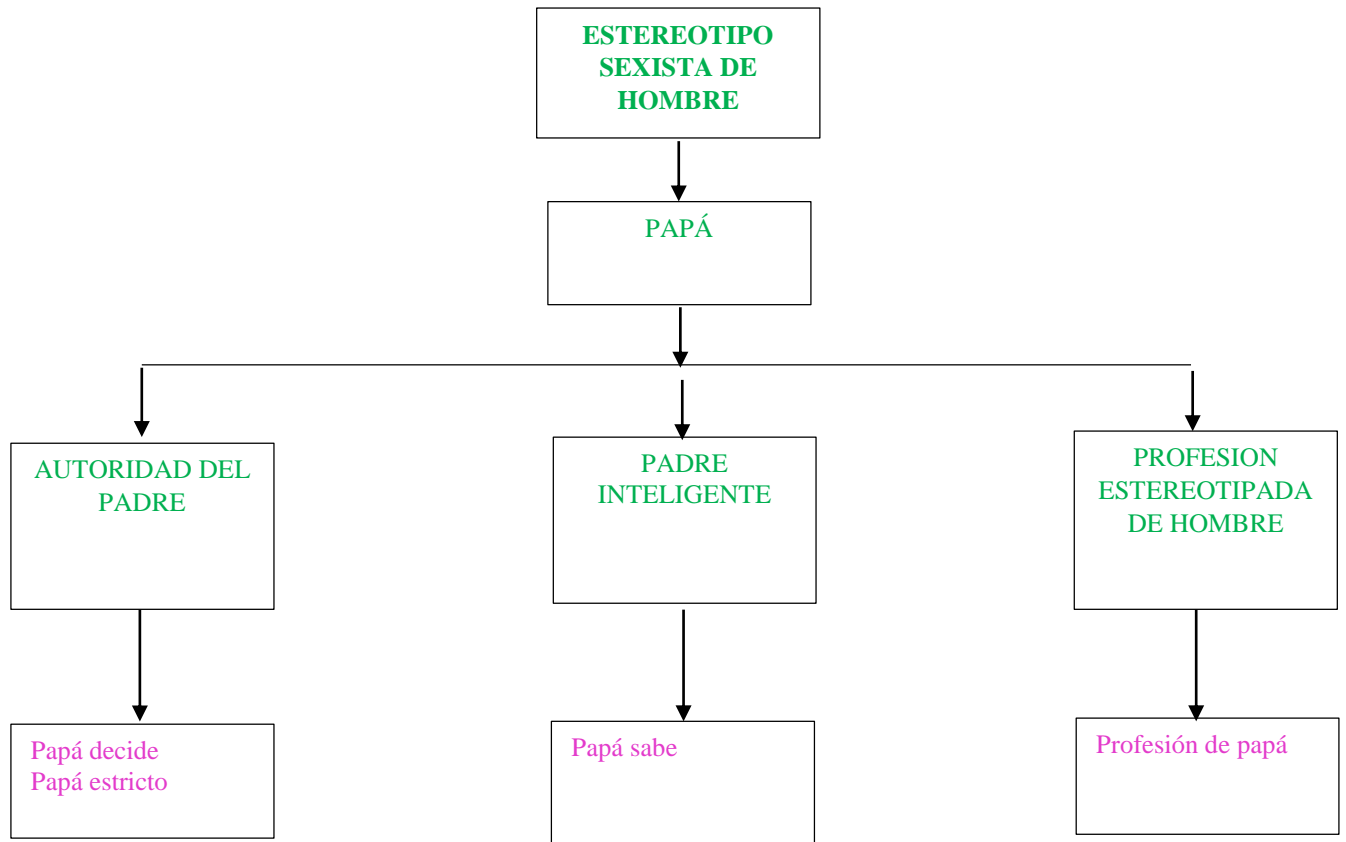 ESTEREOTIPO
SEXISTA DE
HOMBRE
PAPÁ
AUTORIDAD DEL
PADRE
PADRE
INTELIGENTE
PROFESION
ESTEREOTIPADA
DE HOMBRE
Papá decide
Papá estricto
Papá sabe
Profesión de papá